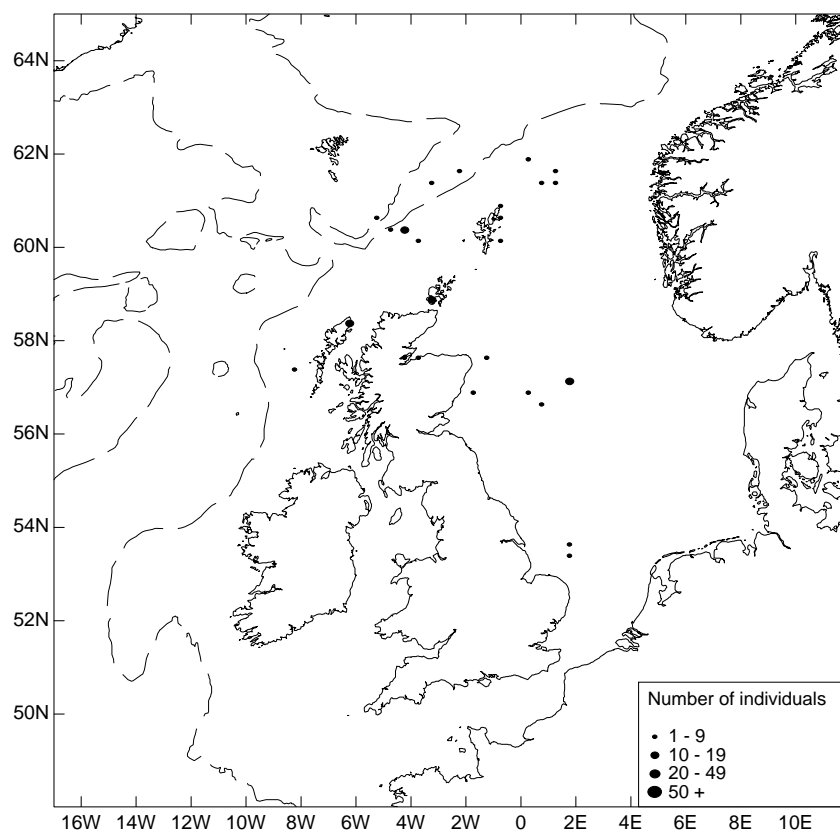 64N
62N
60N
58N
56N
54N
52N
50N
Number of individuals
1 - 9
10 - 19
20 - 49
50 +
16W 14W 12W 10W 8W 6W 4W 2W 0 2E 4E 6E 8E 10E